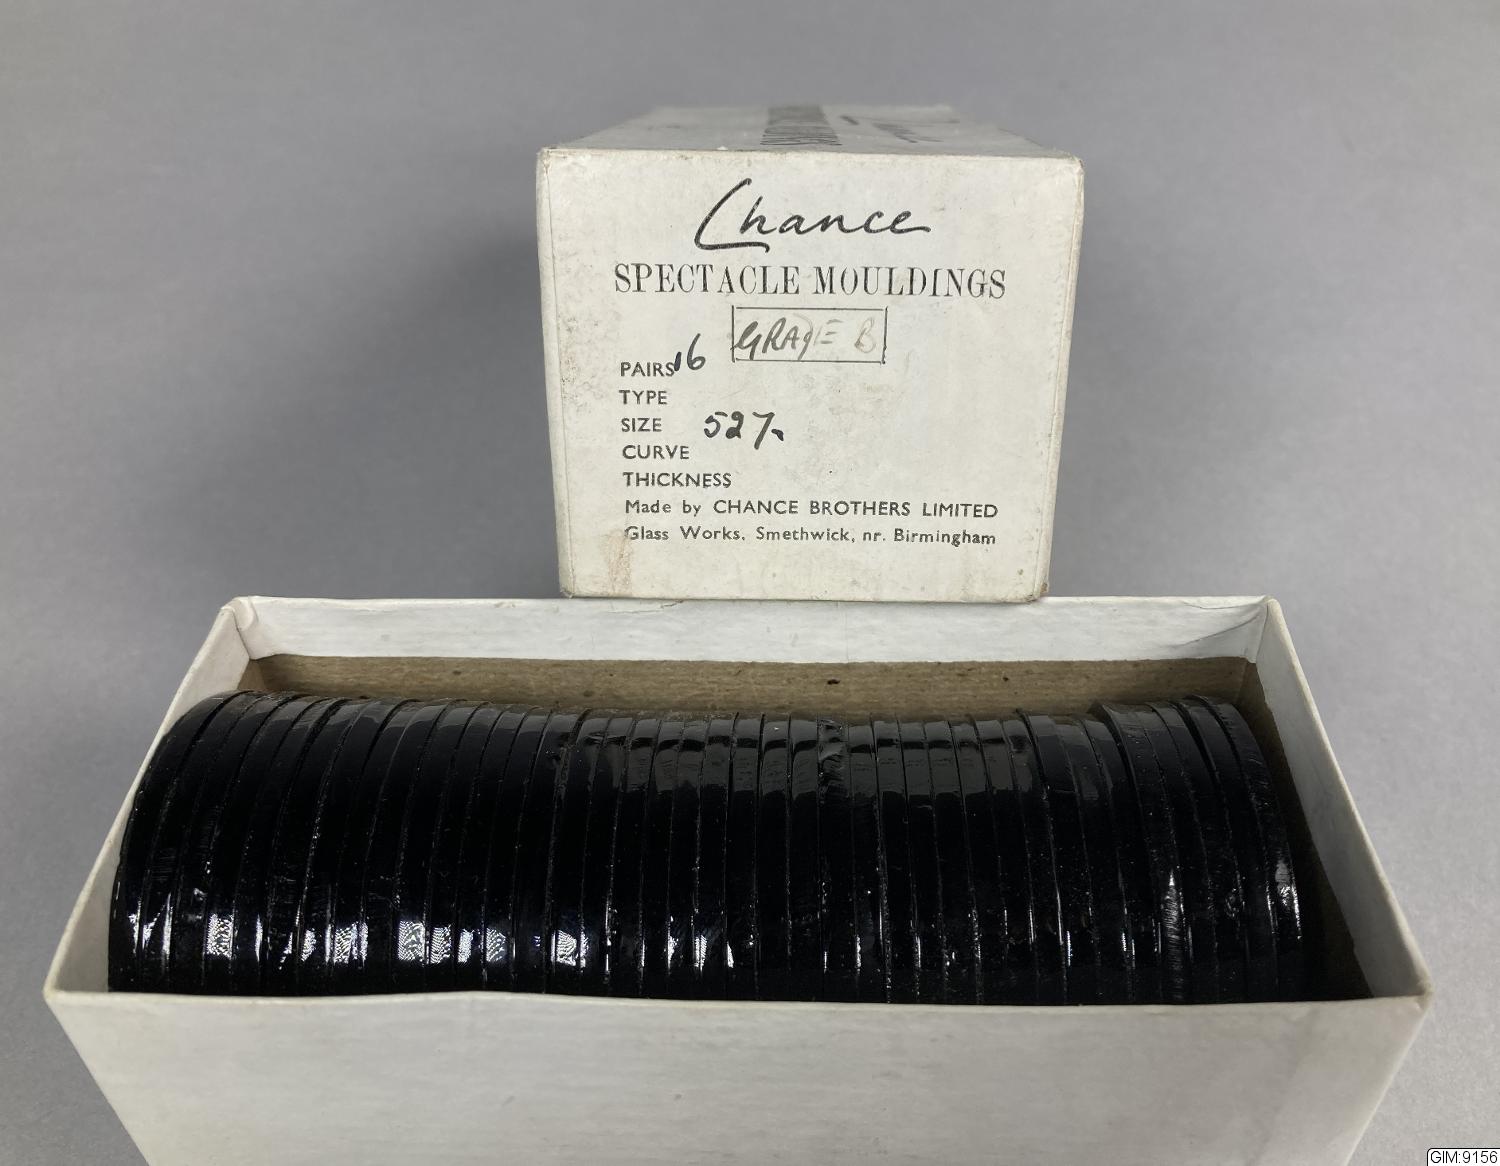 Chance
SPECTACLE MOULDINGS
GRADE B
PAIRS 16
TYPE
SIZE 527.
CURVE
THICKNESS
Made by CHANCE BROTHERS LIMITED
Glass Works, Smethwick, nr. Birmingham
GIM:9156